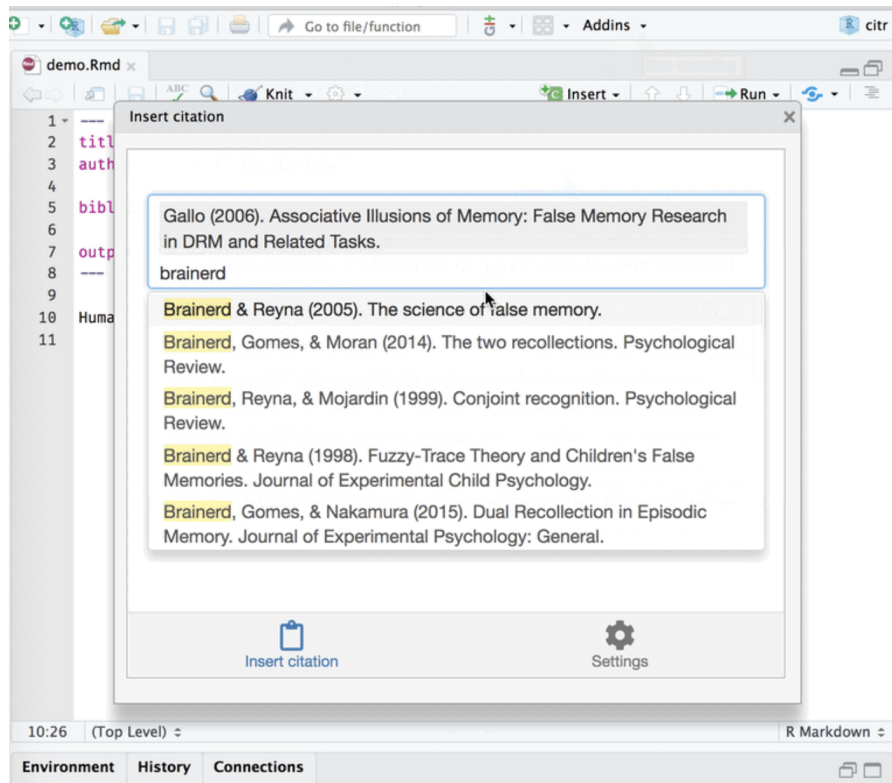 Go to file/function
Addins
citr
demo.Rmd
ABC
Knit
Insert
Run
Insert citation
1 ---
2 titl
3 auth
4
5 bibl
6
7 outp
8 ---
9
10 Huma
11
Gallo (2006). Associative Illusions of Memory: False Memory Research
in DRM and Related Tasks.
brainerd
Brainerd & Reyna (2005). The science of false memory.
Brainerd, Gomes, & Moran (2014). The two recollections. Psychological
Review.
Brainerd, Reyna, & Mojardin (1999). Conjoint recognition. Psychological
Review.
Brainerd & Reyna (1998). Fuzzy-Trace Theory and Children's False
Memories. Journal of Experimental Child Psychology.
Brainerd, Gomes, & Nakamura (2015). Dual Recollection in Episodic
Memory. Journal of Experimental Psychology: General.
Insert citation
Settings
10:26 (Top Level)
R Markdown
Environment History Connections